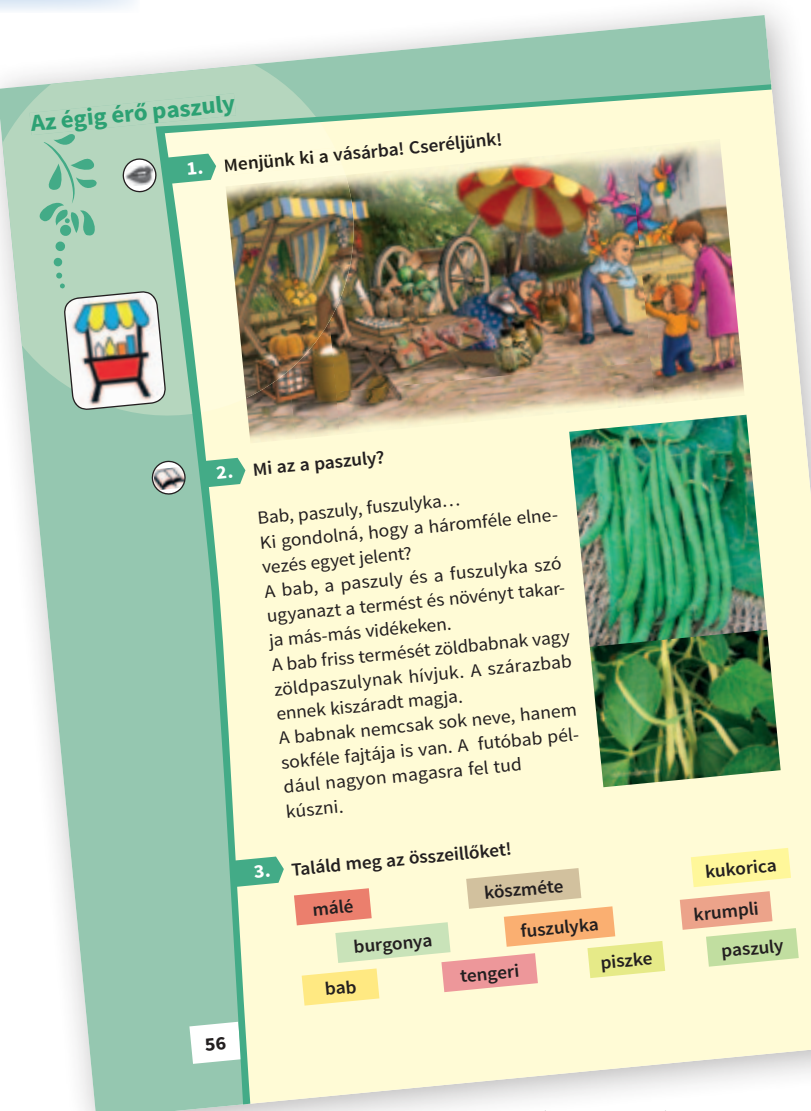 Az égig érő paszuly
1. Menjünk ki a vásárba! Cseréljünk!
2. Mi az a paszuly?
Bab, paszuly, fuszulyka…
Ki gondolná, hogy a háromféle elne-
vezés egyet jelent?
A bab, a paszuly és a fuszulyka szó
ugyanazt a termést és növényt takar-
ja más-más vidékeken.
A bab friss termését zöldbabnak vagy
zöldpaszulynak hívjuk. A szárazbab
ennek kiszáradt magja.
A babnak nemcsak sok neve, hanem
sokféle fajtája is van. A futóbab pél-
dául nagyon magasra fel tud
kúszni.
3. Találd meg az összeillőket!
málé
köszméte
kukorica
burgonya
fuszulyka
krumpli
bab
tengeri
piszke
paszuly
56